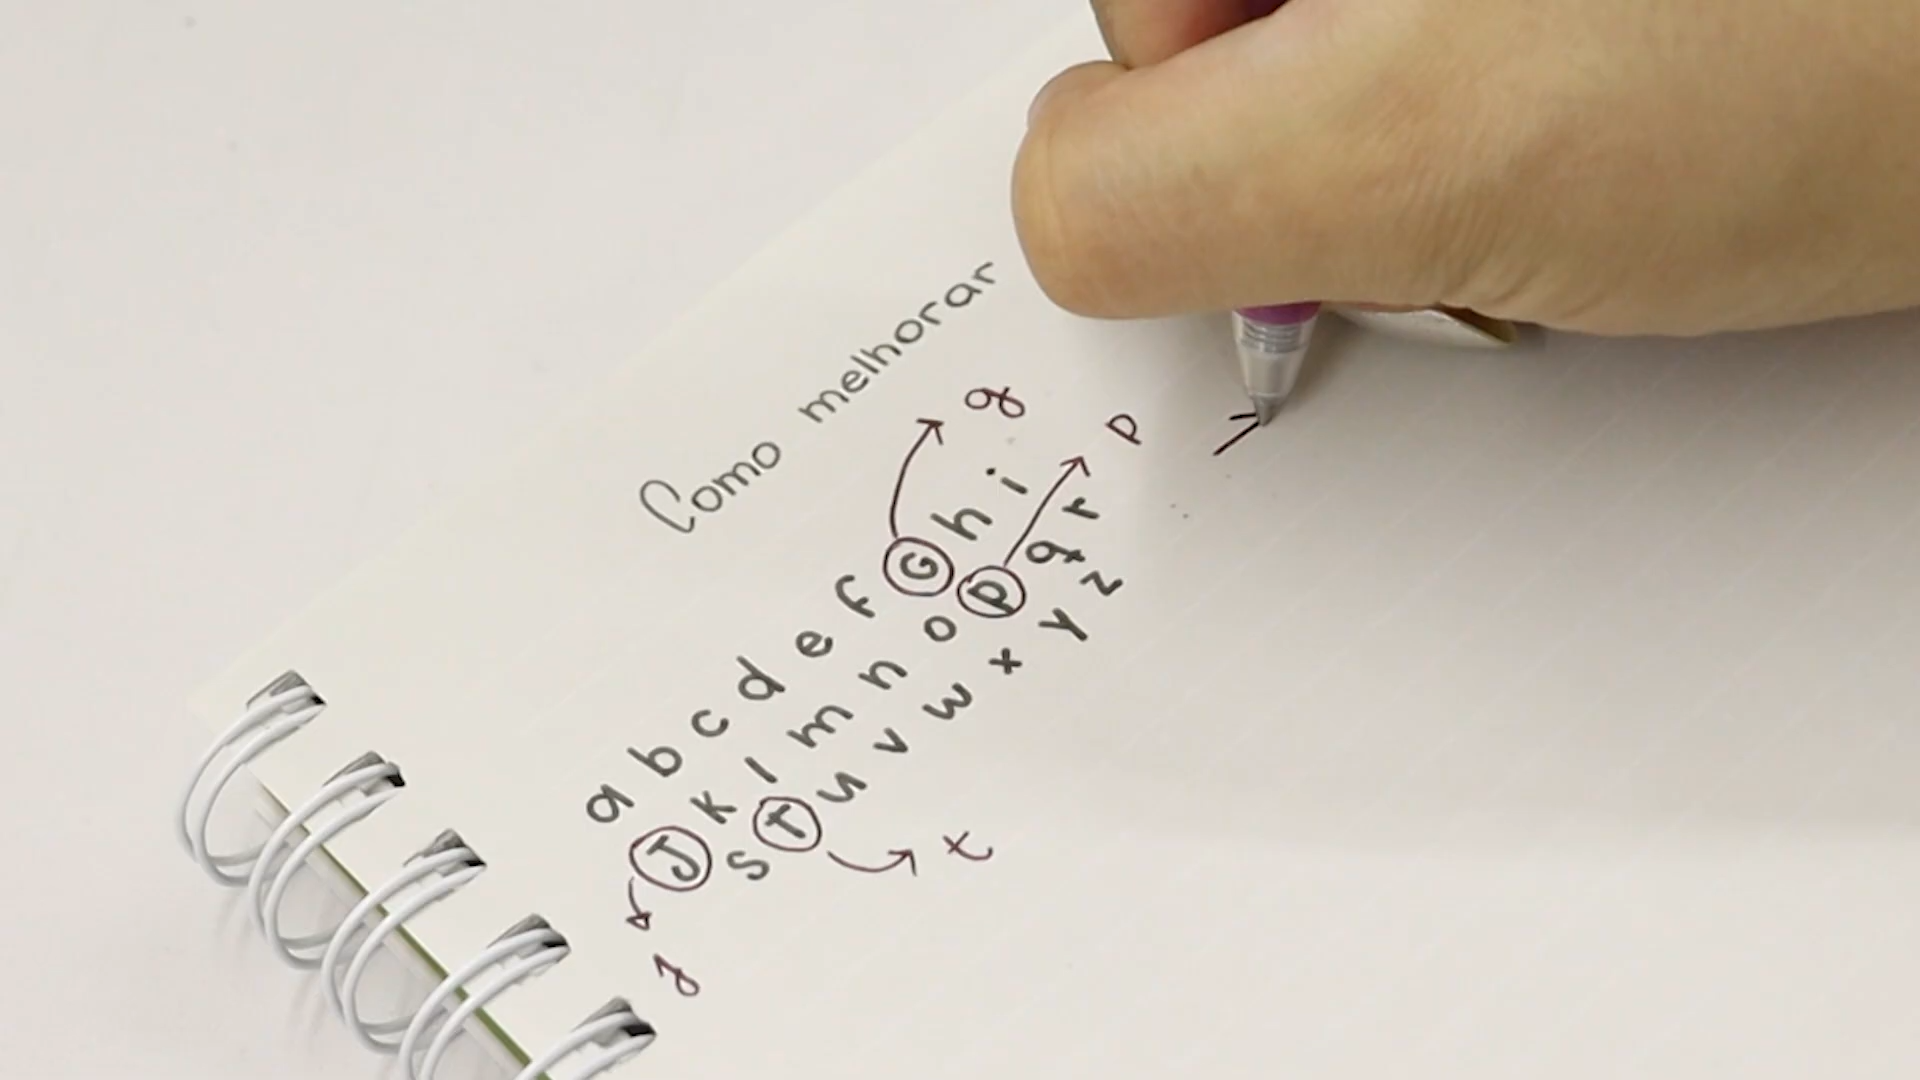 Como melhorar
g
p
a b c d e f G h i
J k l m n o p q r
s T u v w x y z
t
j